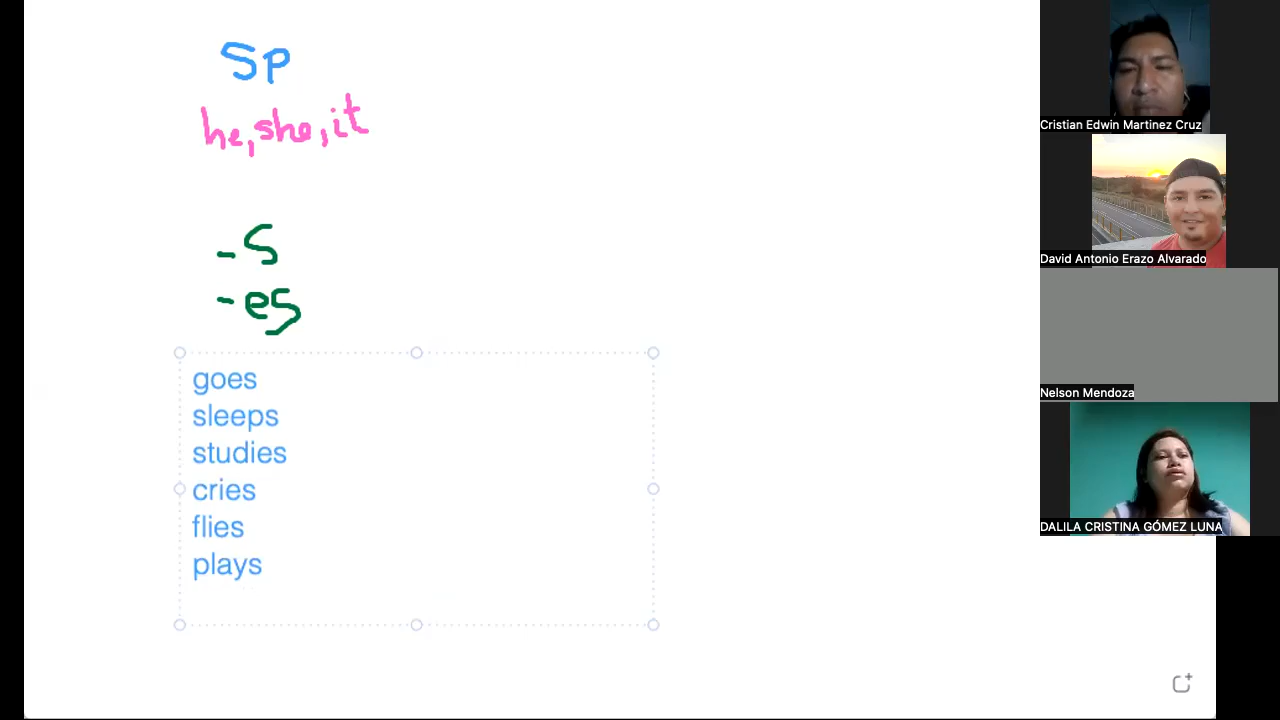 Sp
he, she, it
-s
-es
goes
sleeps
studies
cries
flies
plays
Cristian Edwin Martinez Cruz
David Antonio Erazo Alvarado
Nelson Mendoza
DALILA CRISTINA GÓMEZ LUNA